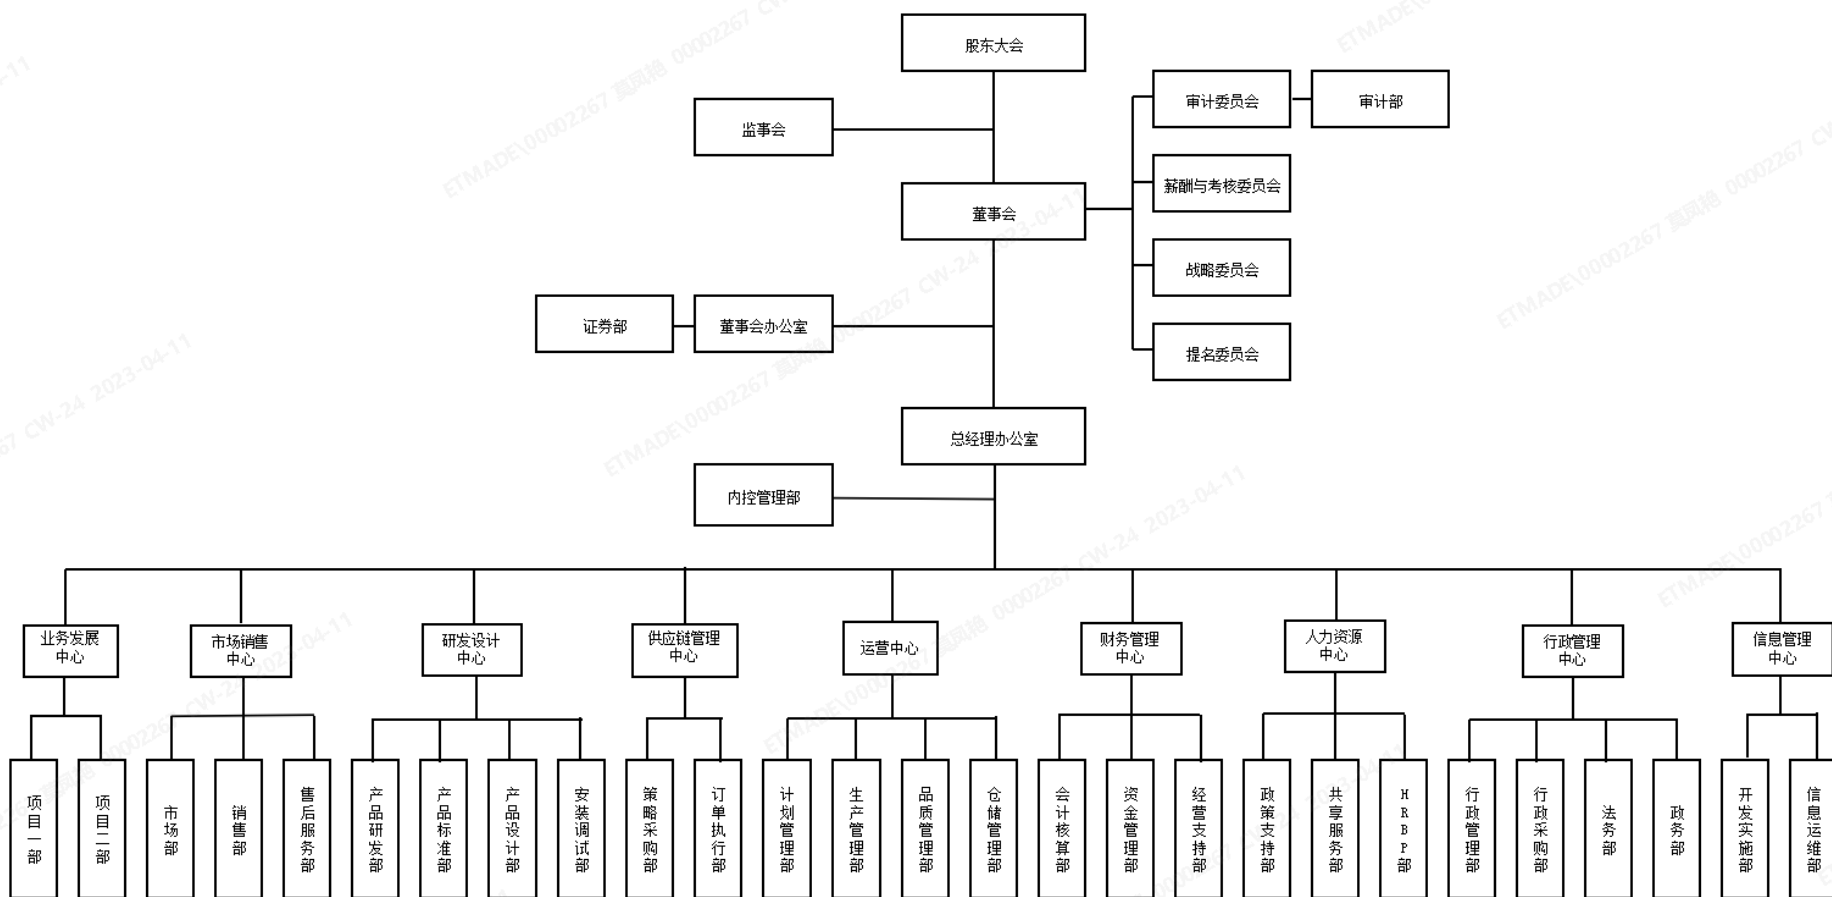 股东大会
监事会
审计委员会
审计部
薪酬与考核委员会
董事会
战略委员会
证券部
董事会办公室
提名委员会
总经理办公室
内控管理部
业务发展
中心
市场销售
中心
研发设计
中心
供应链管理
中心
运营中心
财务管理
中心
人力资源
中心
行政管理
中心
信息管理
中心
项目一部
项目二部
市场部
销售部
售后服务部
产品研发部
产品标准部
产品设计部
安装调试部
策略采购部
订单执行部
计划管理部
生产管理部
品质管理部
仓储管理部
会计核算部
资金管理部
经营支持部
政策支持部
共享服务部
HRBP部
行政管理部
行政采购部
法务部
政务部
开发实施部
信息运维部
ETMADE\00002267 莫凤艳 00002267 CW-24 2023-04-11